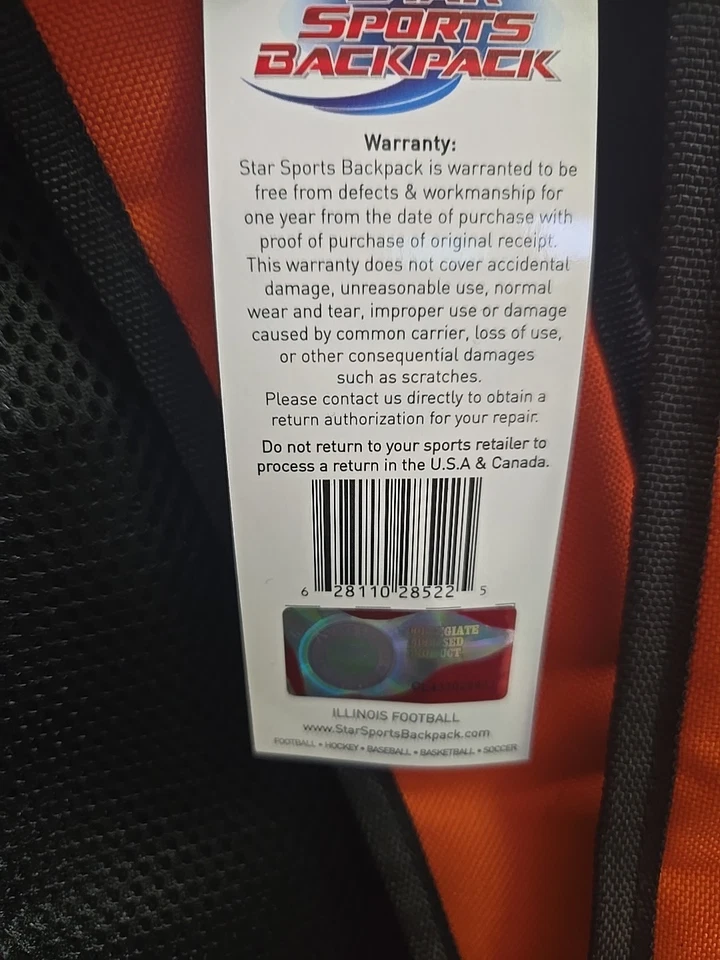 STAR
SPORTS
BACKPACK
Warranty:
Star Sports Backpack is warranted to be
free from defects & workmanship for
one year from the date of purchase with
proof of purchase of original receipt.
This warranty does not cover accidental
damage, unreasonable use, normal
wear and tear, improper use or damage
caused by common carrier, loss of use,
or other consequential damages
such as scratches.
Please contact us directly to obtain a
return authorization for your repair.
Do not return to your sports retailer to
process a return in the U.S.A & Canada.
6 28110 28522 5
ILLINOIS FOOTBALL
www.StarSportsBackpack.com
FOOTBALL • HOCKEY • BASEBALL • BASKETBALL • SOCCER